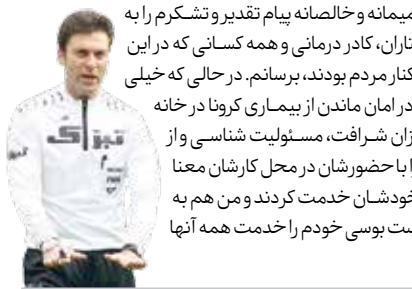 میمانه و خالصانه پیام تقدیر و تشکرم را به
تاران، کادر درمانی و همه کسانی که در این
کنار مردم بودند، برسانم. در حالی که خیلی
در امان ماندن از بیماری کرونا در خانه
زان شرافت، مسئولیت شناسی و از
را با حضورشان در محل کارشان معنا
خودشان خدمت کردند و من هم به
ست بوسی خودم را خدمت همه آنها